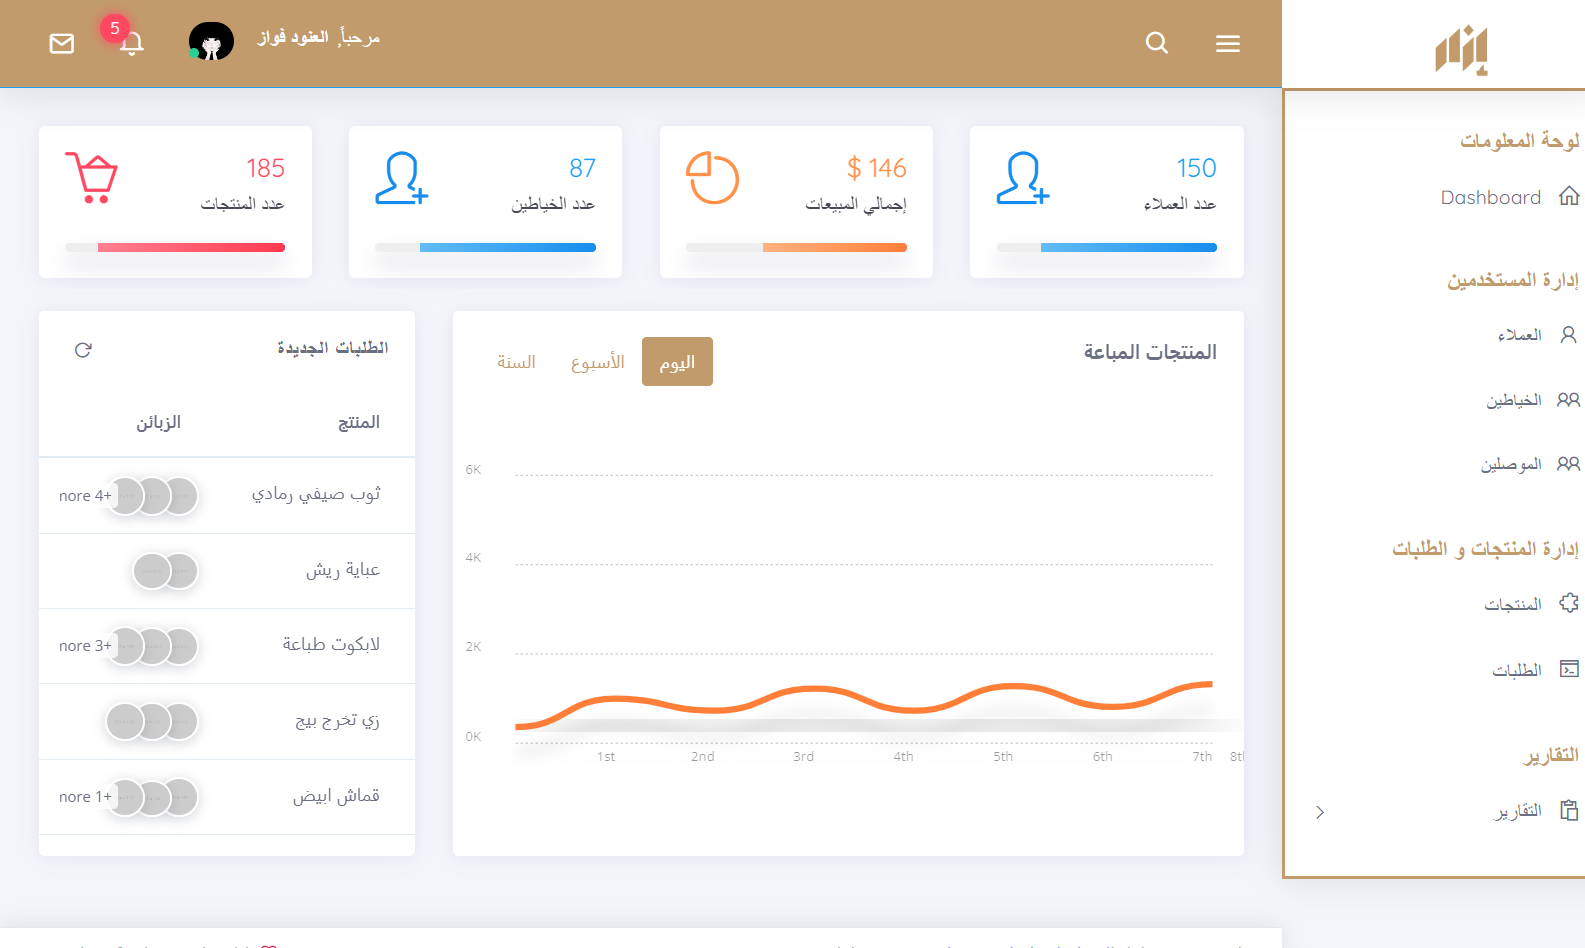 إبزار
لوحة المعلومات
Dashboard
إدارة المستخدمين
العملاء
الخياطين
الموصلين
إدارة المنتجات و الطلبات
المنتجات
الطلبات
التقارير
التقارير
مرحباً, العنود فواز
5
150
عدد العملاء
$ 146
إجمالي المبيعات
87
عدد الخياطين
185
عدد المنتجات
المنتجات المباعة
اليوم
الأسبوع
السنة
6K
4K
2K
0K
1st 2nd 3rd 4th 5th 6th 7th
الطلبات الجديدة
المنتج
الزبائن
ثوب صيفي رمادي
nore 4+
عباية ريش
لابكوت طباعة
nore 3+
زي تخرج بيج
قماش ابيض
nore 1+